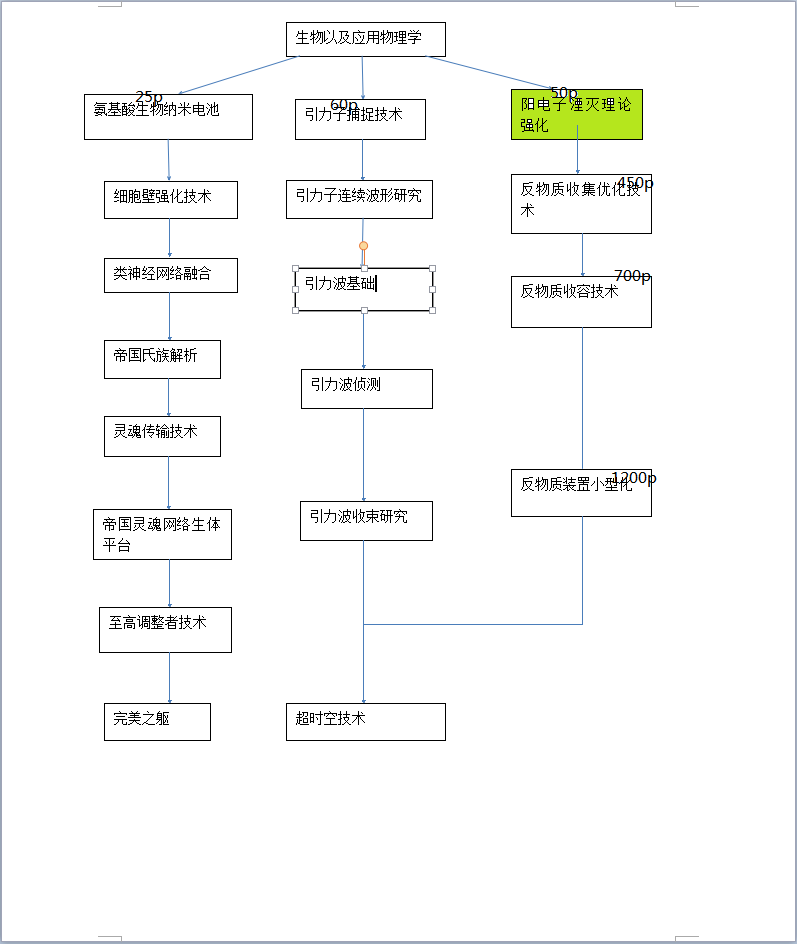 生物以及应用物理学
25p
氨基酸生物纳米电池
60p
引力子捕捉技术
50p
阳电子湮灭理论
强化
细胞壁强化技术
引力子连续波形研究
450p
反物质收集优化技
术
类神经网络融合
引力波基础
700p
反物质收容技术
帝国氏族解析
引力波侦测
灵魂传输技术
1200p
反物质装置小型化
帝国灵魂网络生体
平台
引力波收束研究
至高调整者技术
完美之躯
超时空技术